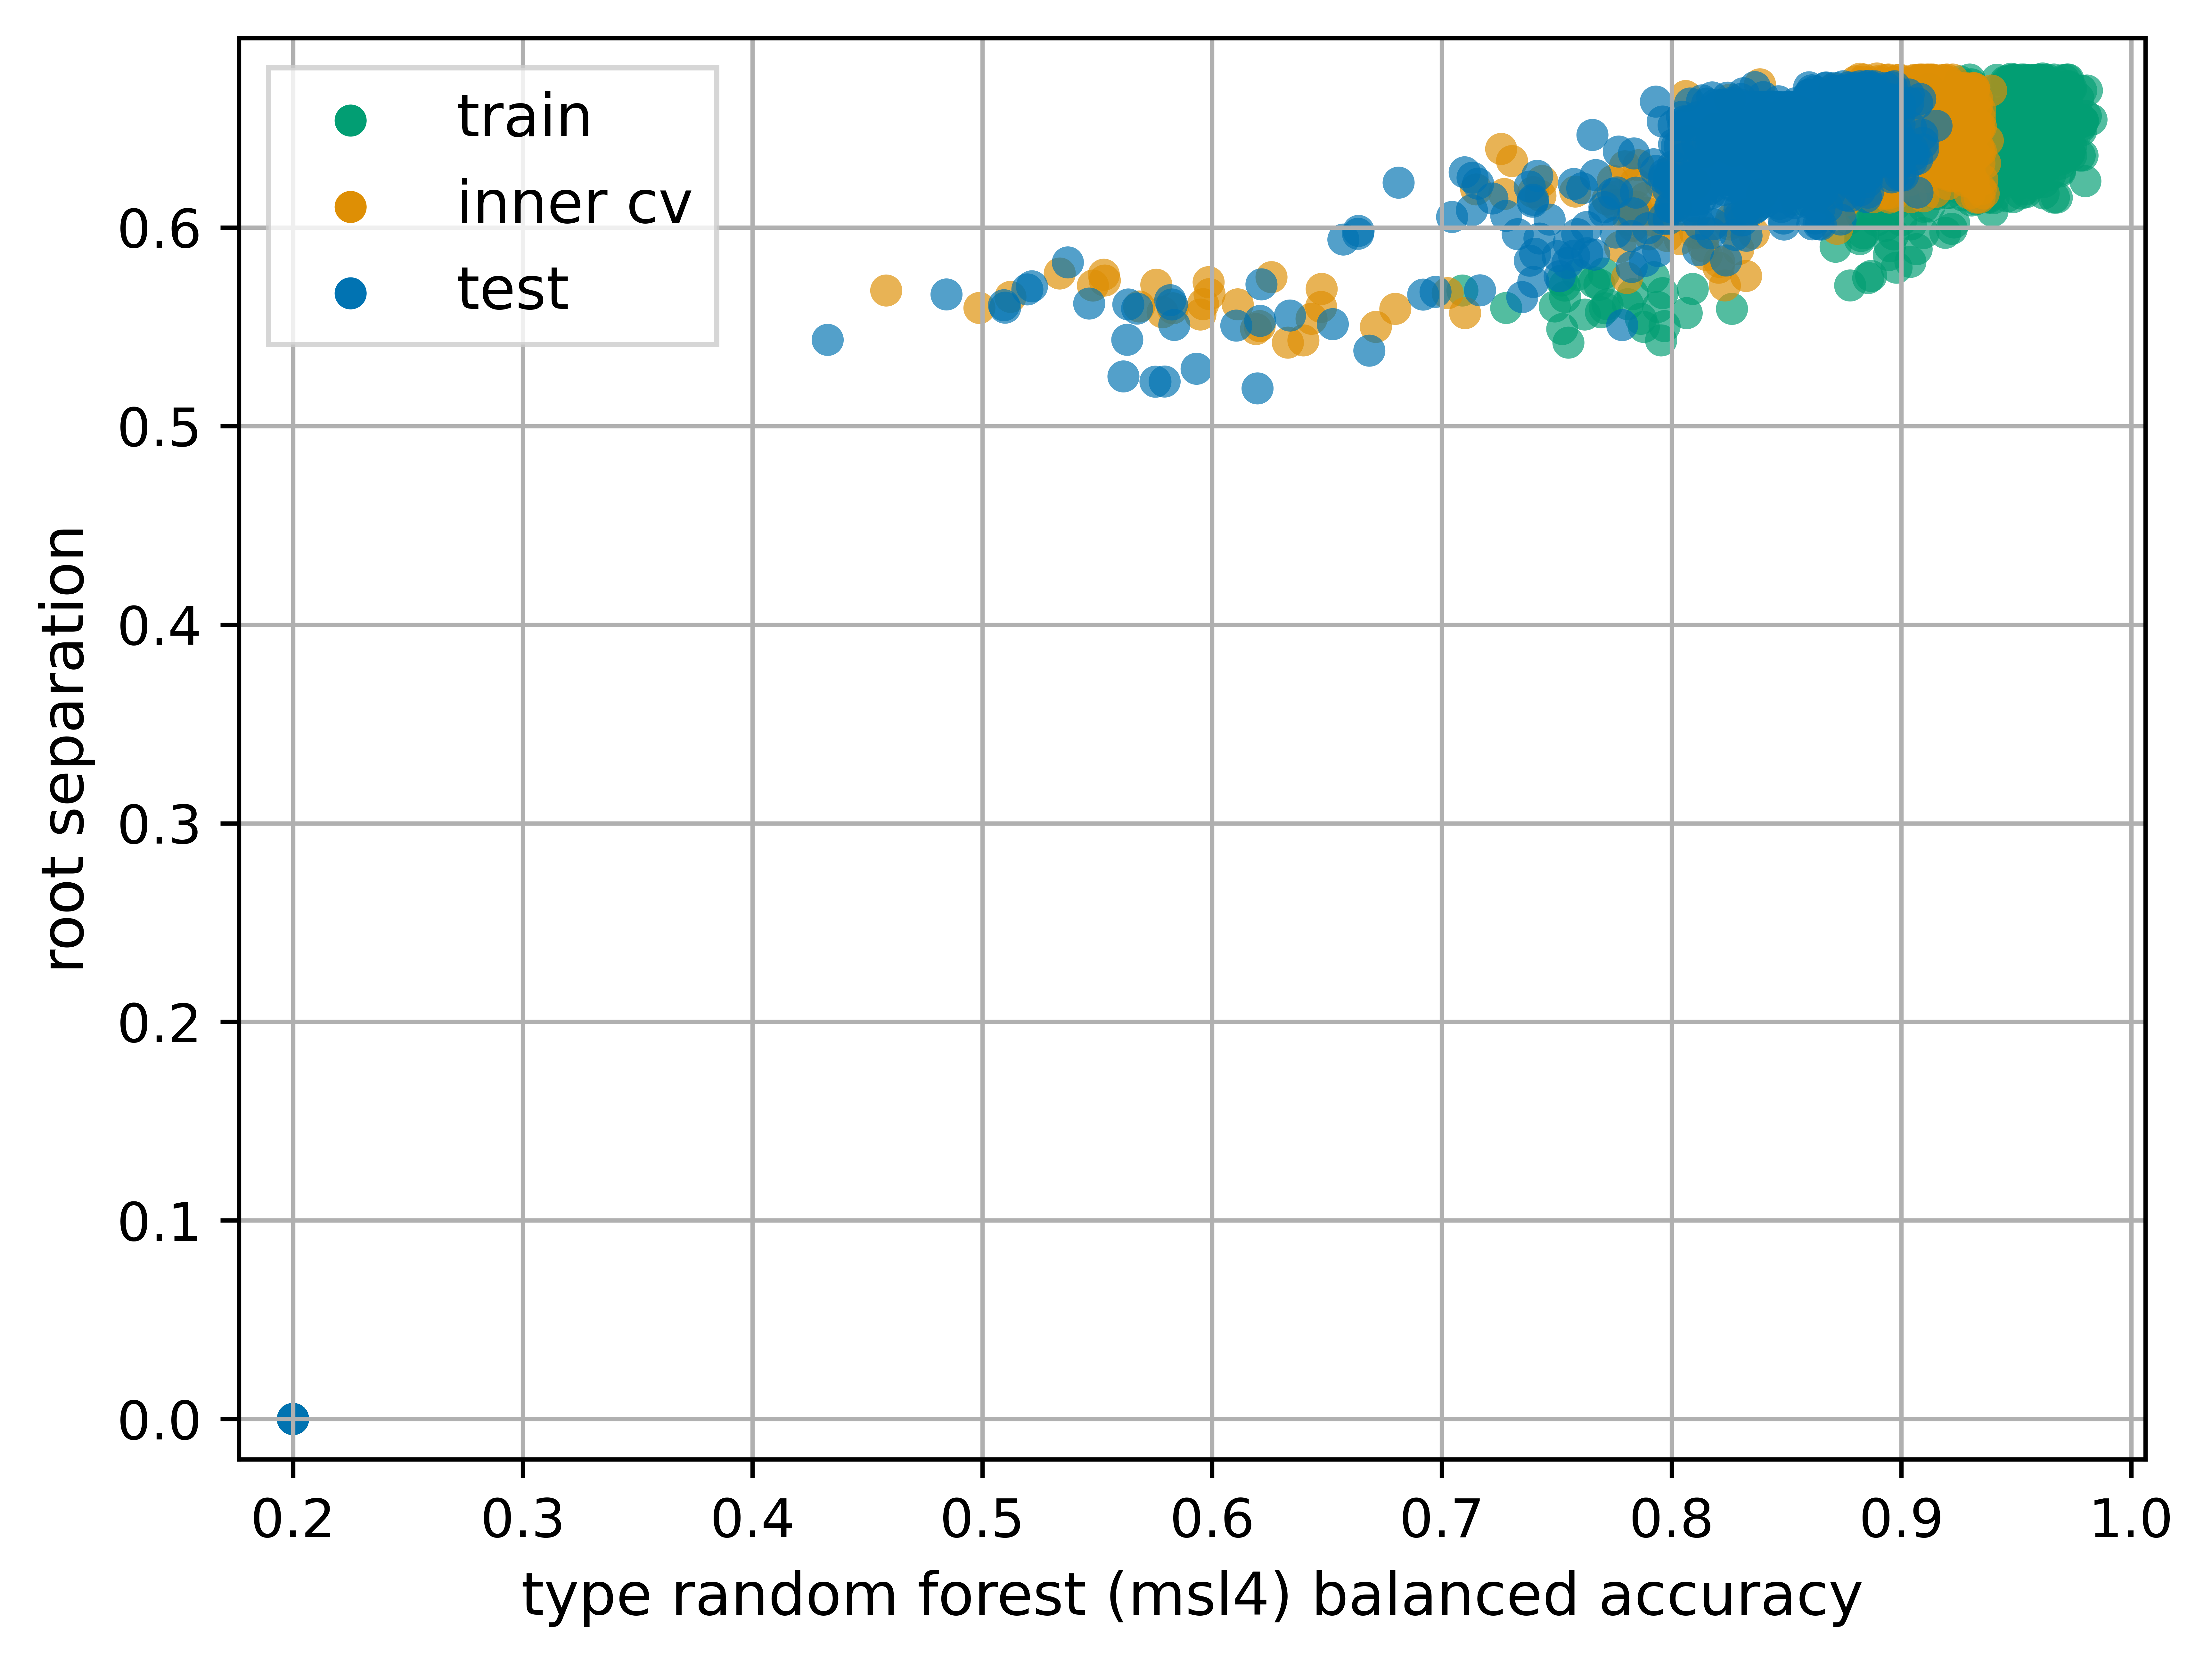 train
inner cv
test
0.6
0.5
0.4
0.3
0.2
0.1
0.0
root separation
0.2 0.3 0.4 0.5 0.6 0.7 0.8 0.9 1.0
type random forest (msl4) balanced accuracy